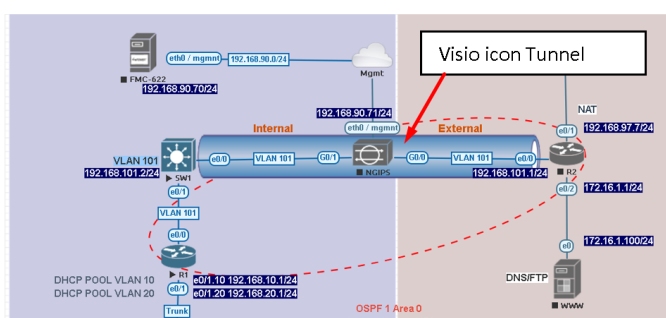 Visio icon Tunnel
eth0 / mgmnt
192.168.90.0/24
Mgmt
FMC-622
192.168.90.70/24
NAT
192.168.90.71/24
eth0 / mgmnt
e0/1
192.168.97.7/24
Internal
External
VLAN 101
192.168.101.2/24
SW1
e0/0
VLAN 101
G0/1
NGIPS
G0/0
VLAN 101
e0/0
192.168.101.1/24
R2
e0/1
e0/2
172.16.1.1/24
VLAN 101
e0/0
e0
172.16.1.100/24
R1
DNS/FTP
DHCP POOL VLAN 10
e0/1.10 192.168.10.1/24
DHCP POOL VLAN 20
e0/1
e0/1.20 192.168.20.1/24
WWW
Trunk
OSPF 1 Area 0